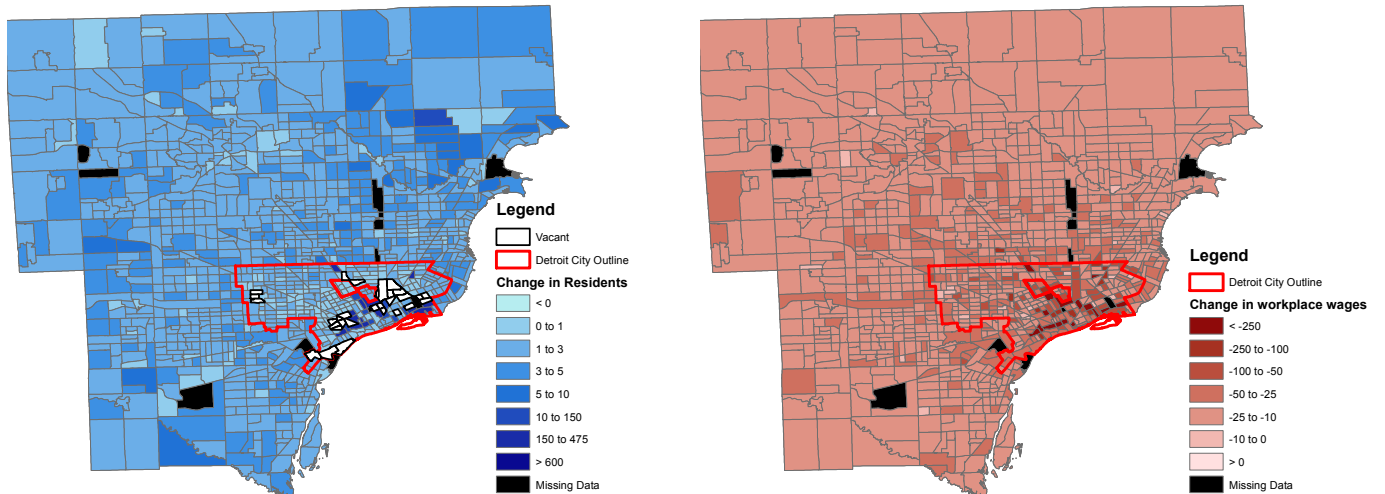 Legend
Vacant
Detroit City Outline
Change in Residents
< 0
0 to 1
1 to 3
3 to 5
5 to 10
10 to 150
150 to 475
> 600
Missing Data
Legend
Detroit City Outline
Change in workplace wages
< -250
-250 to -100
-100 to -50
-50 to -25
-25 to -10
-10 to 0
> 0
Missing Data